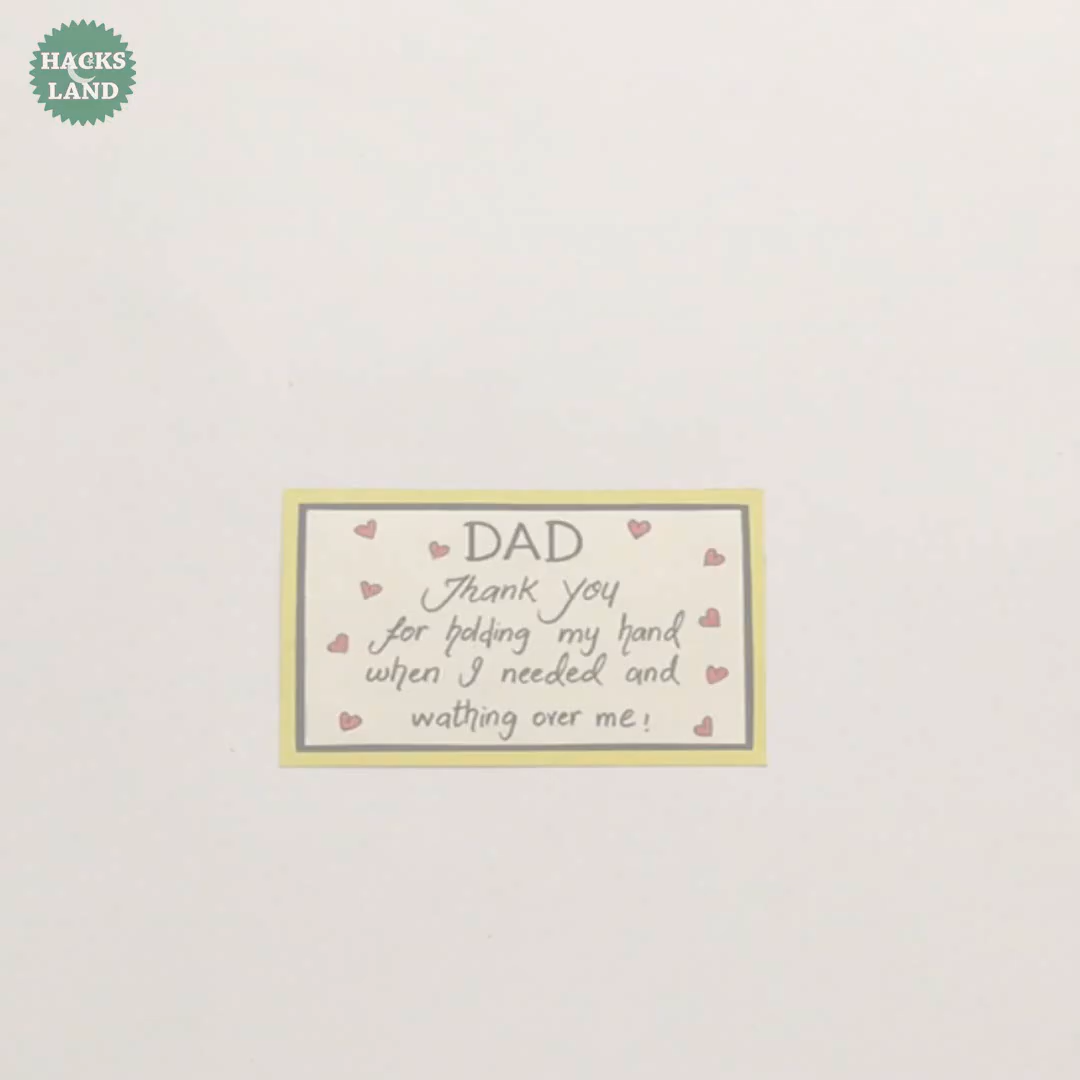 HACKS
LAND
DAD
Thank you
for holding my hand
when I needed and
wathing over me!